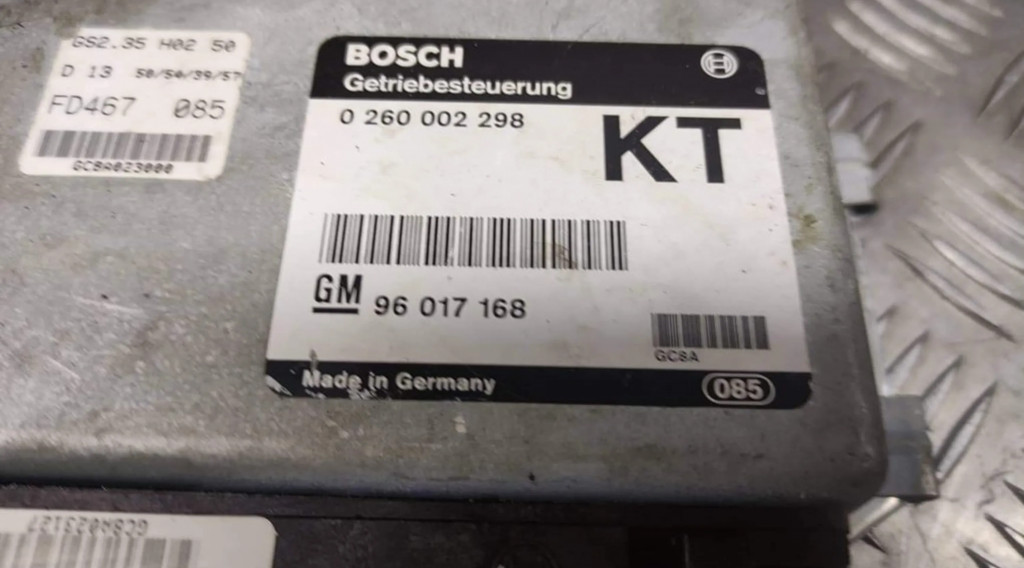 GS2.35 H02 50
D 13 50/54/39/57
FD467 085
GC8A023000
BOSCH
Getriebesteuerung
0 260 002 298
KT
GM 96 017 168
GC8A
Made in Germany
085
GC8A023127